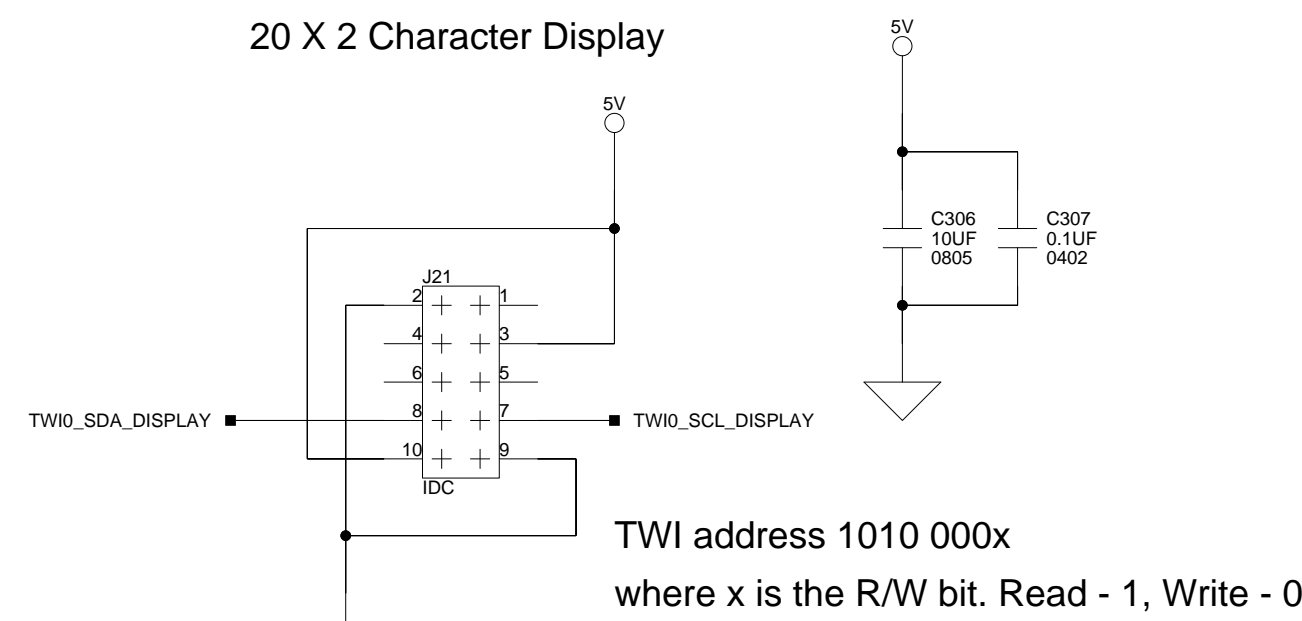 20 X 2 Character Display
5V
5V
C306
10UF
0805
C307
0.1UF
0402
J21
2 1
4 3
6 5
TWI0_SDA_DISPLAY 8 7 TWI0_SCL_DISPLAY
10 9
IDC
TWI address 1010 000x
where x is the R/W bit. Read - 1, Write - 0